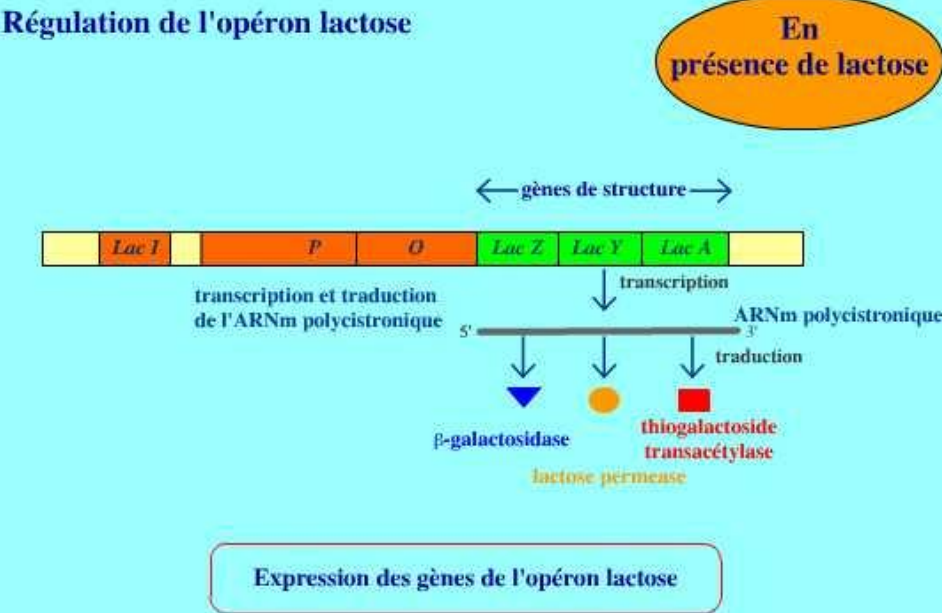 Régulation de l'opéron lactose
En
présence de lactose
gènes de structure
Lac I
P
O
Lac Z
Lac Y
Lac A
transcription
transcription et traduction
de l'ARNm polycistronique
ARNm polycistronique
5'
3'
traduction
β-galactosidase
thiogalactoside
transacétylase
lactose permease
Expression des gènes de l'opéron lactose